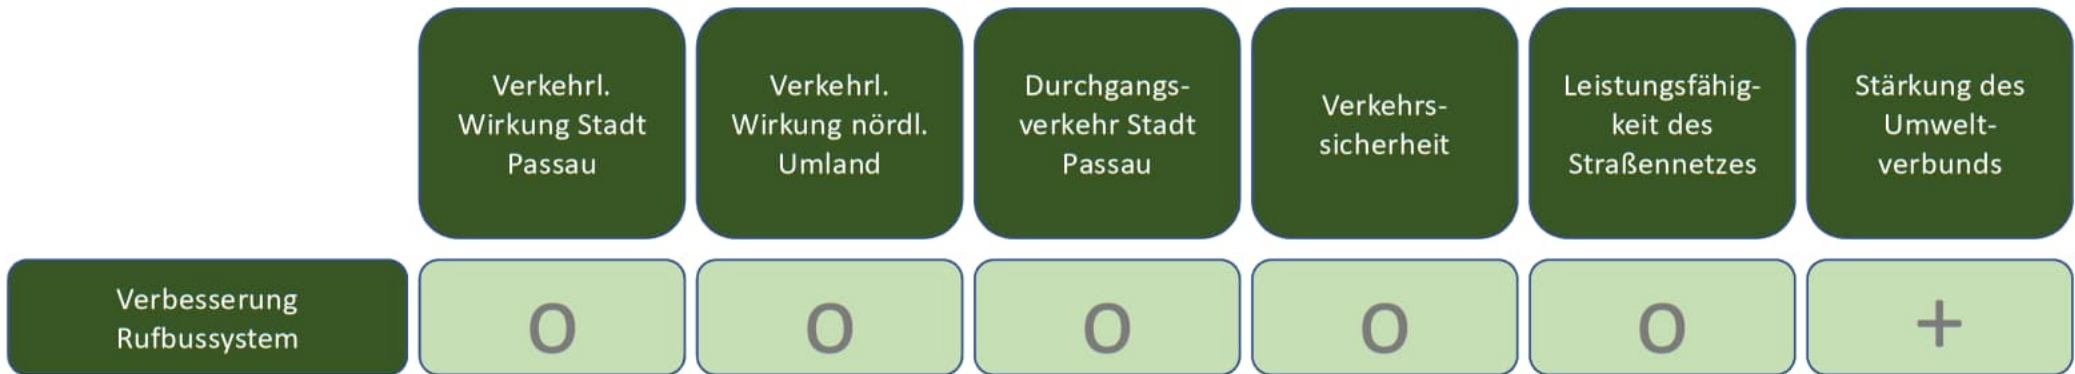 Verkehrl.
Wirkung Stadt
Passau
Verkehrl.
Wirkung nördl.
Umland
Durchgangs-
verkehr Stadt
Passau
Verkehrs-
sicherheit
Leistungsfähig-
keit des
Straßennetzes
Stärkung des
Umwelt-
verbunds
Verbesserung
Rufbussystem
o
o
o
o
o
+